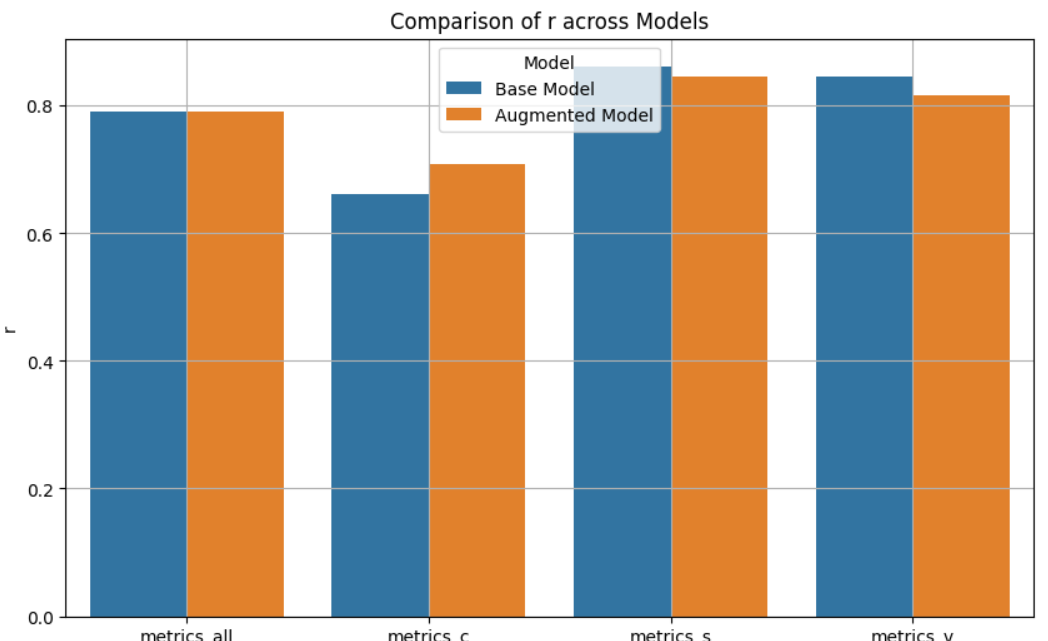 Comparison of r across Models
Model
Base Model
Augmented Model
r
0.8
0.6
0.4
0.2
0.0
metrics_all
metrics_c
metrics_s
metrics_v